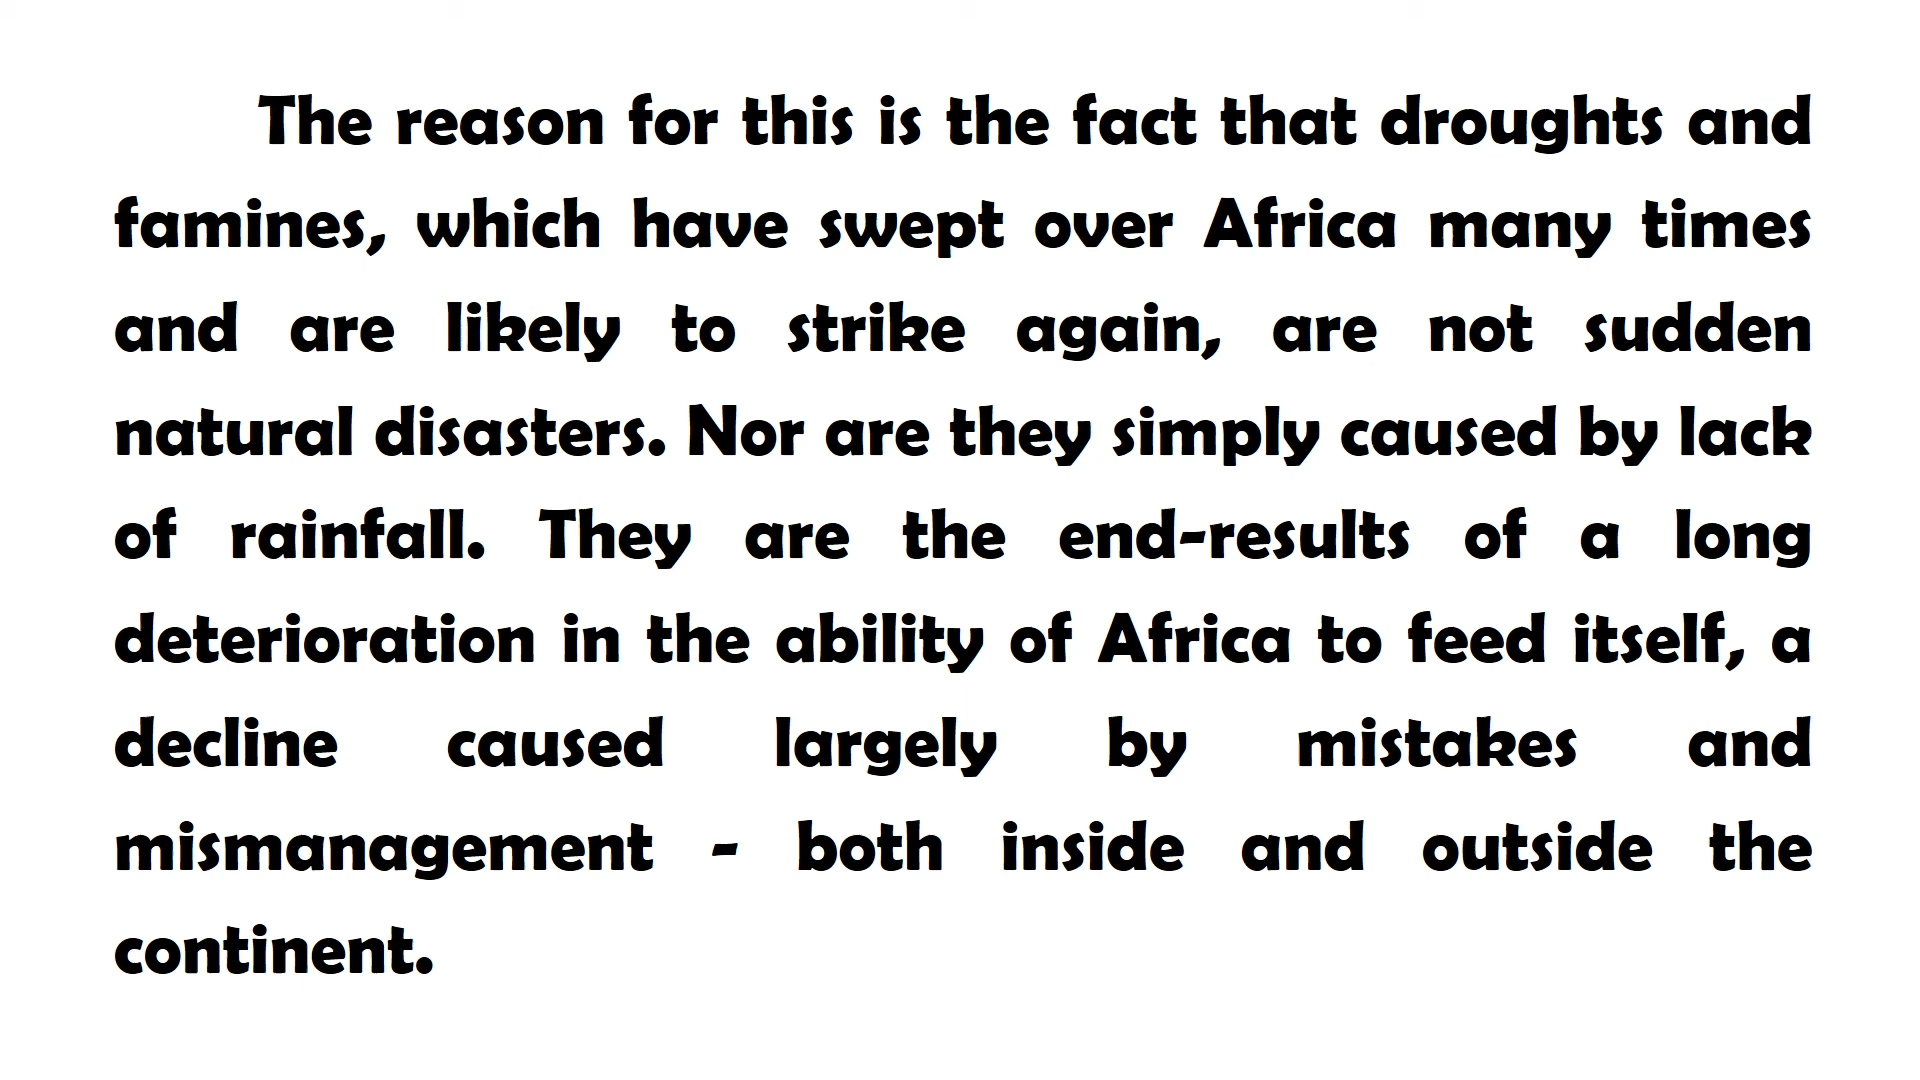 The reason for this is the fact that droughts and
famines, which have swept over Africa many times
and are likely to strike again, are not sudden
natural disasters. Nor are they simply caused by lack
of rainfall. They are the end-results of a long
deterioration in the ability of Africa to feed itself, a
decline caused largely by mistakes and
mismanagement - both inside and outside the
continent.